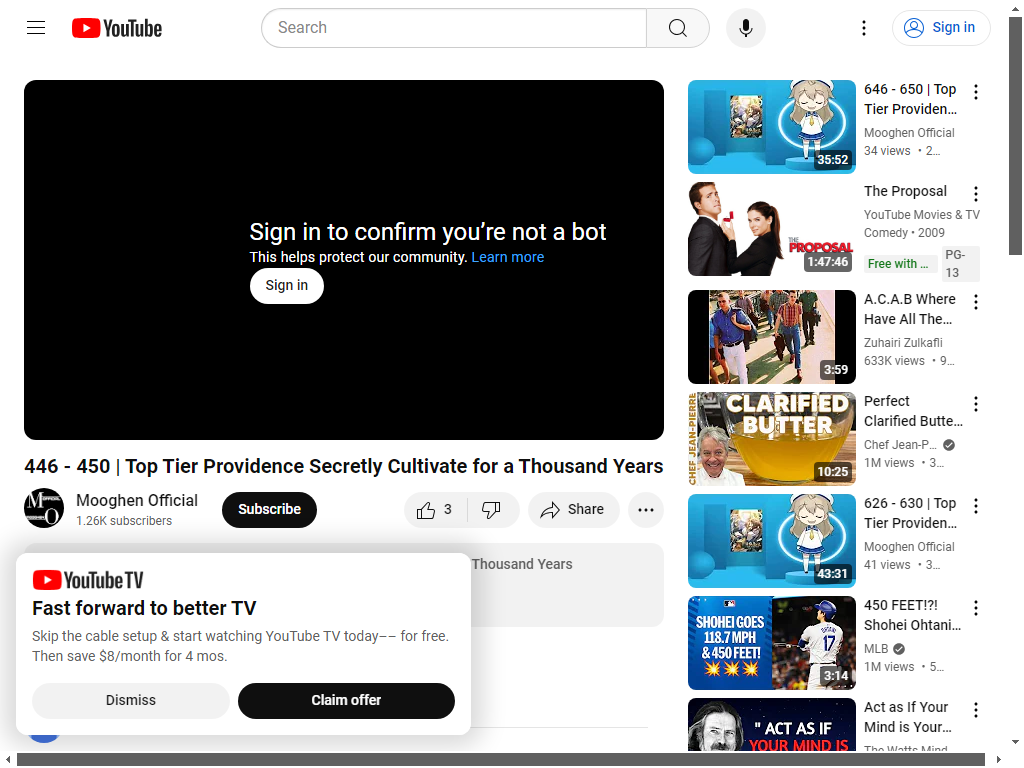 YouTube
Search
Sign in
Sign in to confirm you’re not a bot
This helps protect our community. Learn more
Sign in
446 - 450 | Top Tier Providence Secretly Cultivate for a Thousand Years
Mooghen Official
1.26K subscribers
Subscribe
3
Share
Thousand Years
YouTube TV
Fast forward to better TV
Skip the cable setup & start watching YouTube TV today–– for free.
Then save $8/month for 4 mos.
Dismiss
Claim offer
35:52
646 - 650 | Top
Tier Providen…
Mooghen Official
34 views • 2…
THE
PROPOSAL
1:47:46
The Proposal
YouTube Movies & TV
Comedy • 2009
Free with ...
PG-
13
3:59
A.C.A.B Where
Have All The…
Zuhairi Zulkafli
633K views • 9…
CHEF JEAN-PIERRE
CLARIFIED
BUTTER
10:25
Perfect
Clarified Butte…
Chef Jean-P…
1M views • 3…
43:31
626 - 630 | Top
Tier Providen…
Mooghen Official
41 views • 3…
SHOHEI GOES
118.7 MPH
& 450 FEET!
17
3:14
450 FEET!?!
Shohei Ohtani…
MLB
1M views • 5…
" ACT AS IF
YOUR MIND IS
Act as If Your
Mind is Your…
The Watts Mind